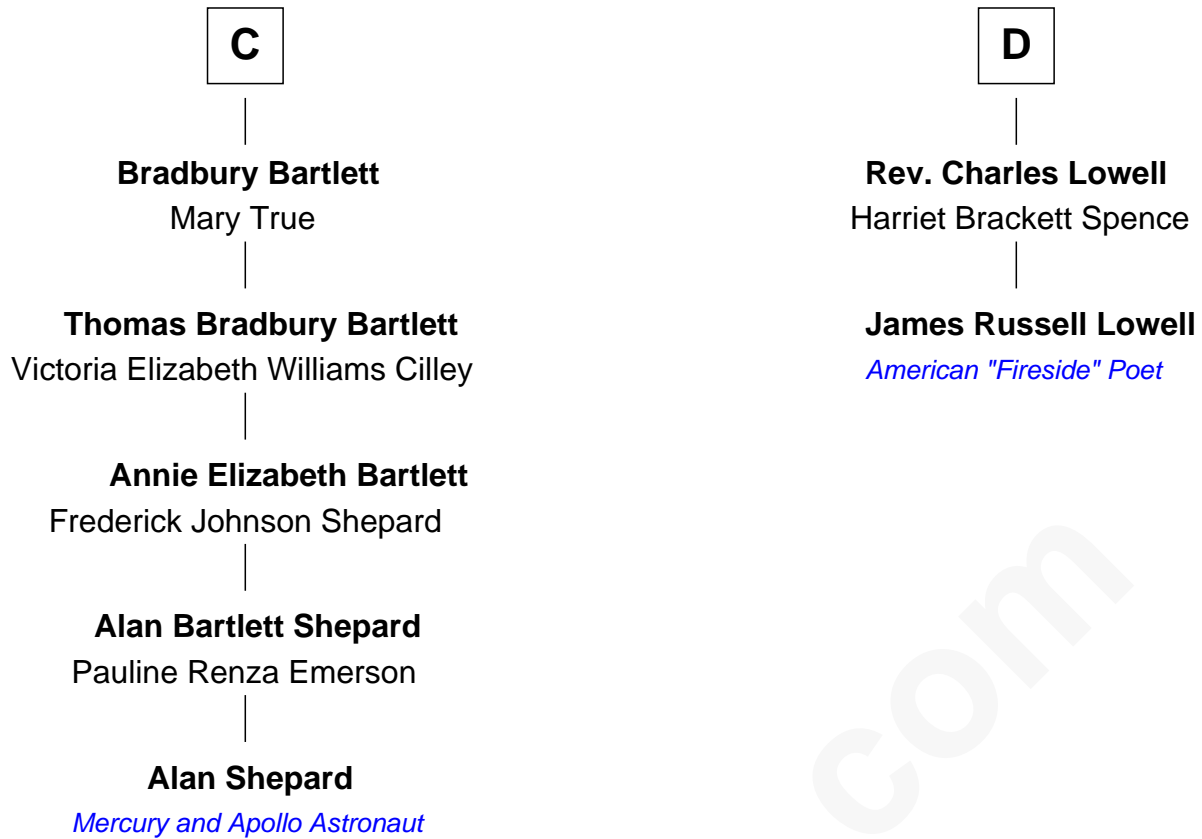 C
Bradbury Bartlett
Mary True
Thomas Bradbury Bartlett
Victoria Elizabeth Williams Cilley
Annie Elizabeth Bartlett
Frederick Johnson Shepard
Alan Bartlett Shepard
Pauline Renza Emerson
Alan Shepard
Mercury and Apollo Astronaut
D
Rev. Charles Lowell
Harriet Brackett Spence
James Russell Lowell
American "Fireside" Poet
com